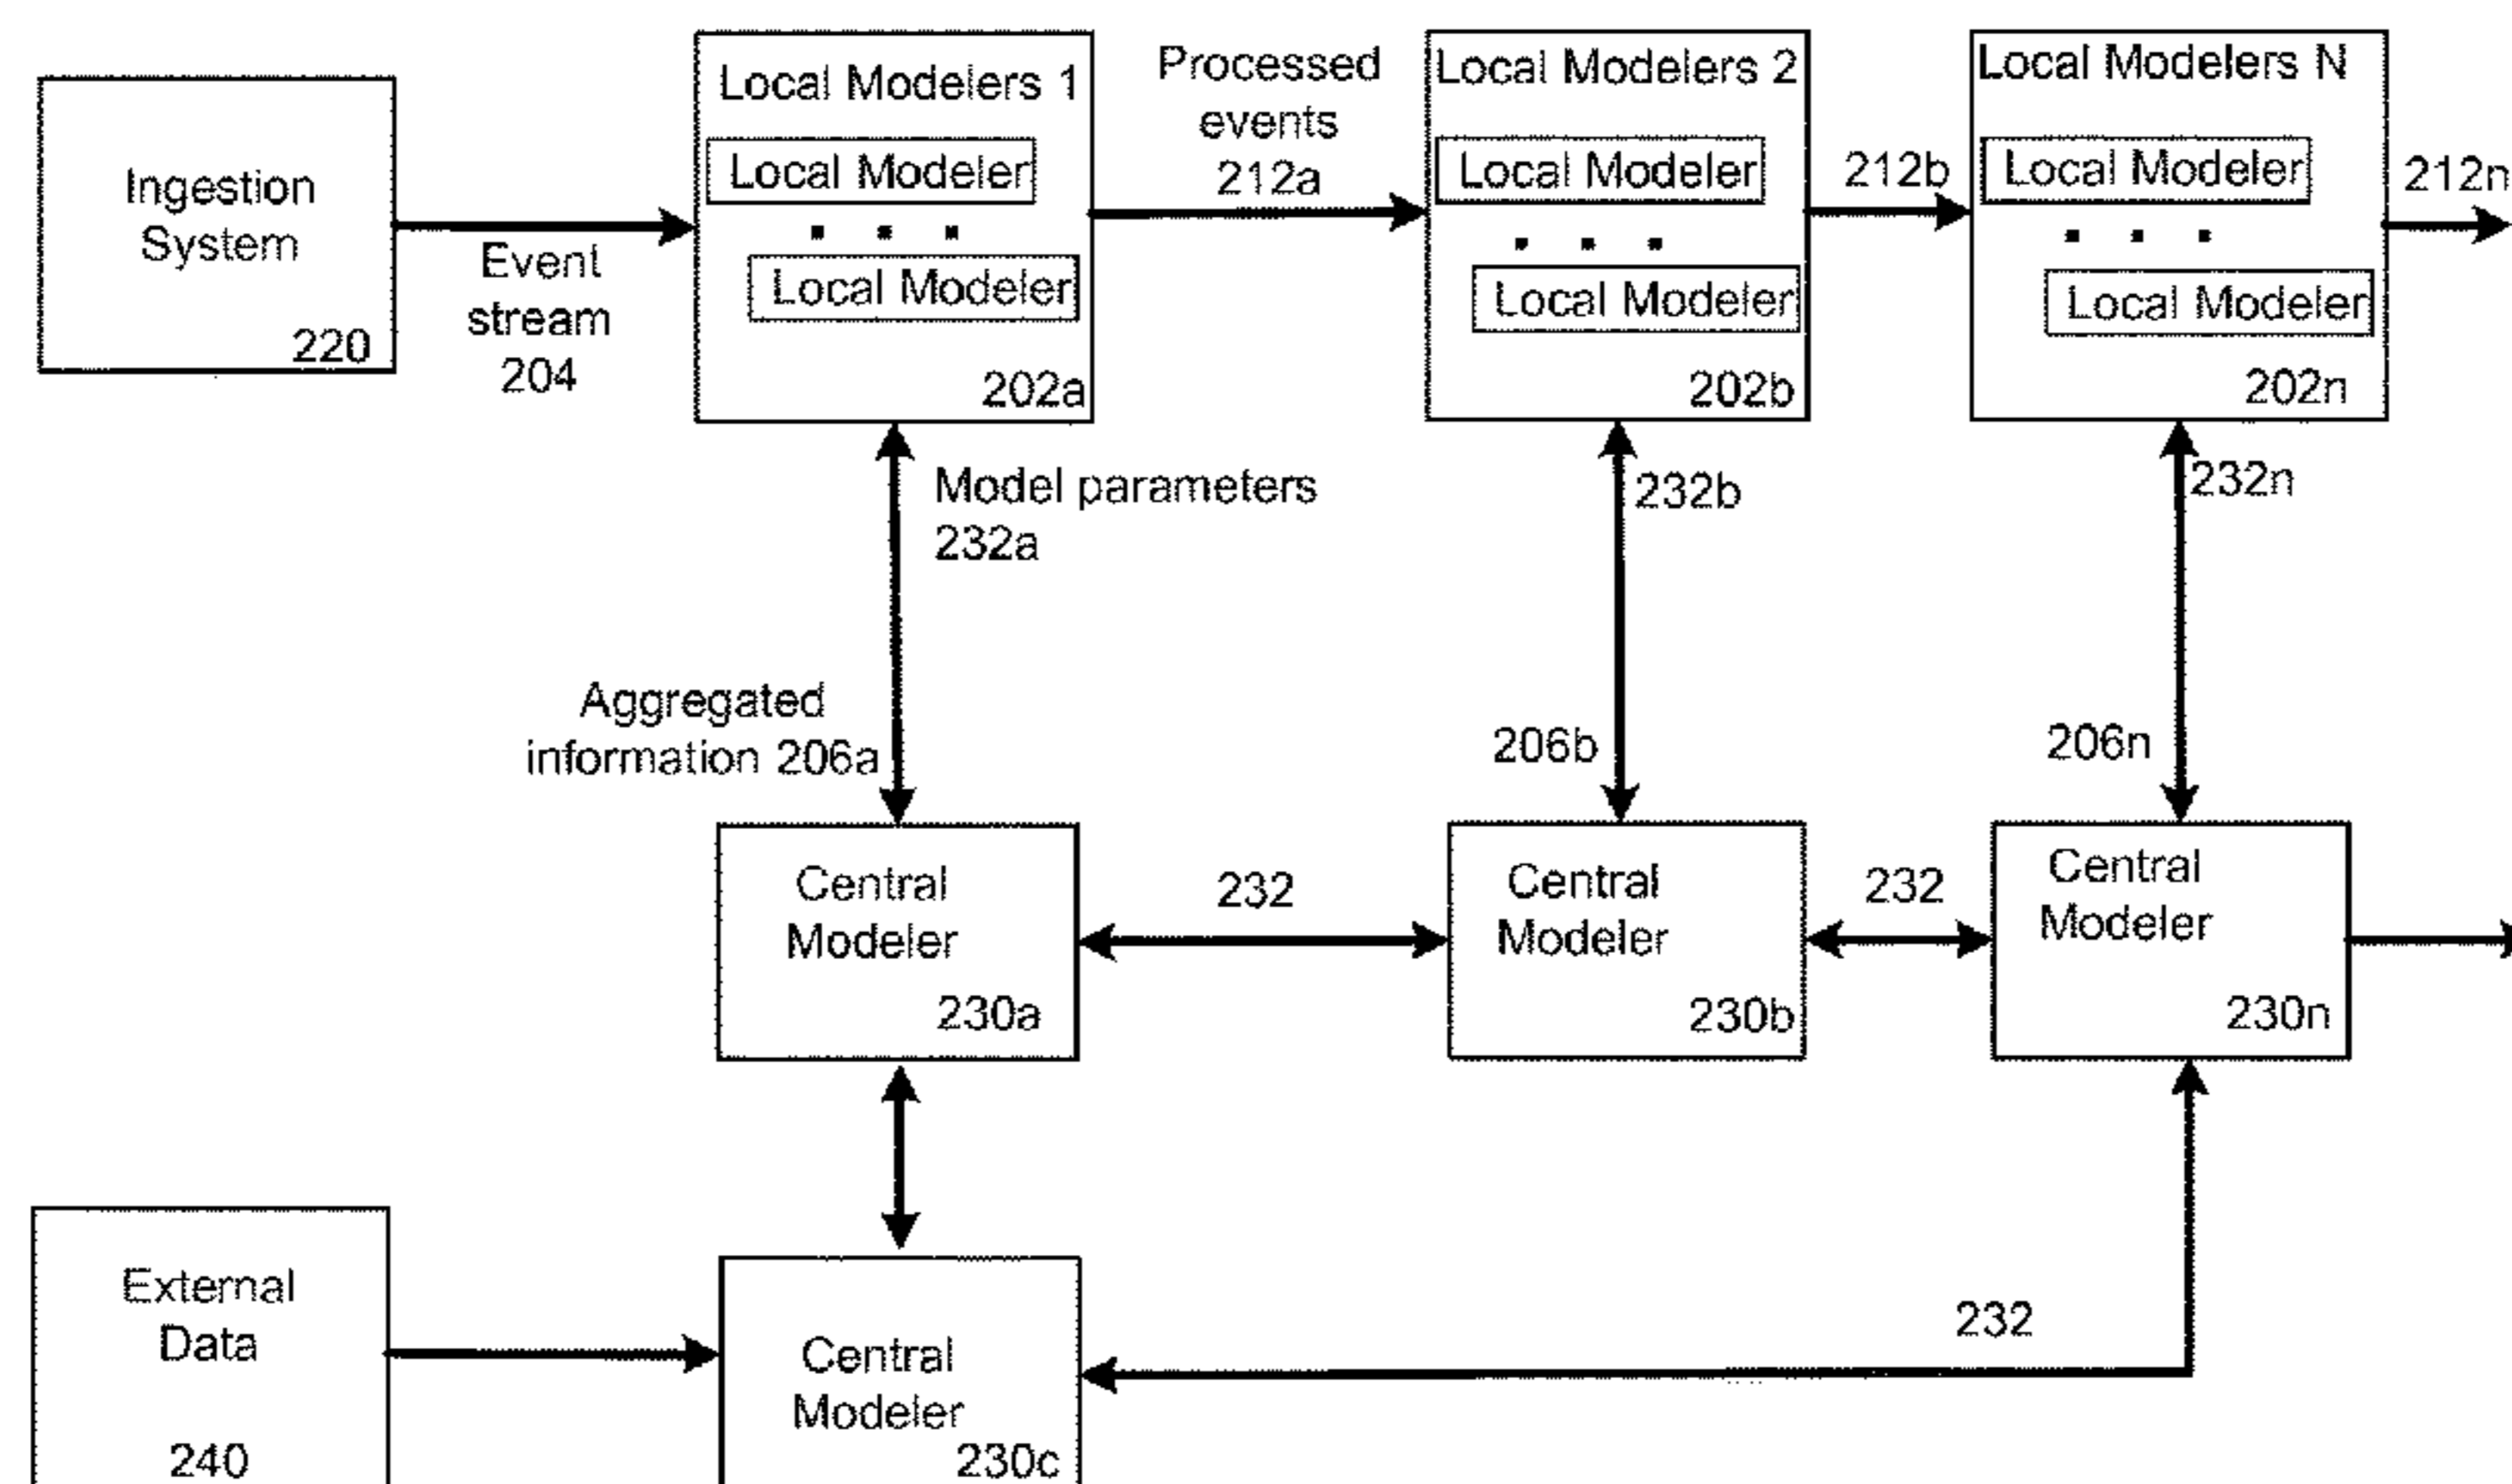 Ingestion
System
220
Event
stream
204
Local Modelers 1
Local Modeler
Local Modeler
202a
Processed
events
212a
Local Modelers 2
Local Modeler
Local Modeler
202b
212b
Local Modelers N
Local Modeler
Local Modeler
202n
212n
Model parameters
232a
232b
232n
Aggregated
information 206a
206b
206n
Central
Modeler
230a
232
Central
Modeler
230b
232
Central
Modeler
230n
External
Data
240
Central
Modeler
230c
232